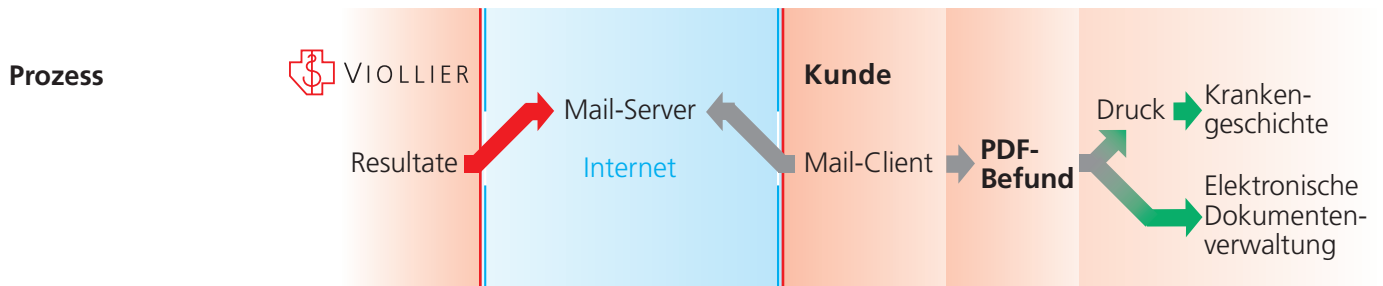 Prozess
VIOLLIER
Resultate
Mail-Server
Internet
Kunde
Mail-Client
PDF-
Befund
Druck
Kranken-
geschichte
Elektronische
Dokumenten-
verwaltung